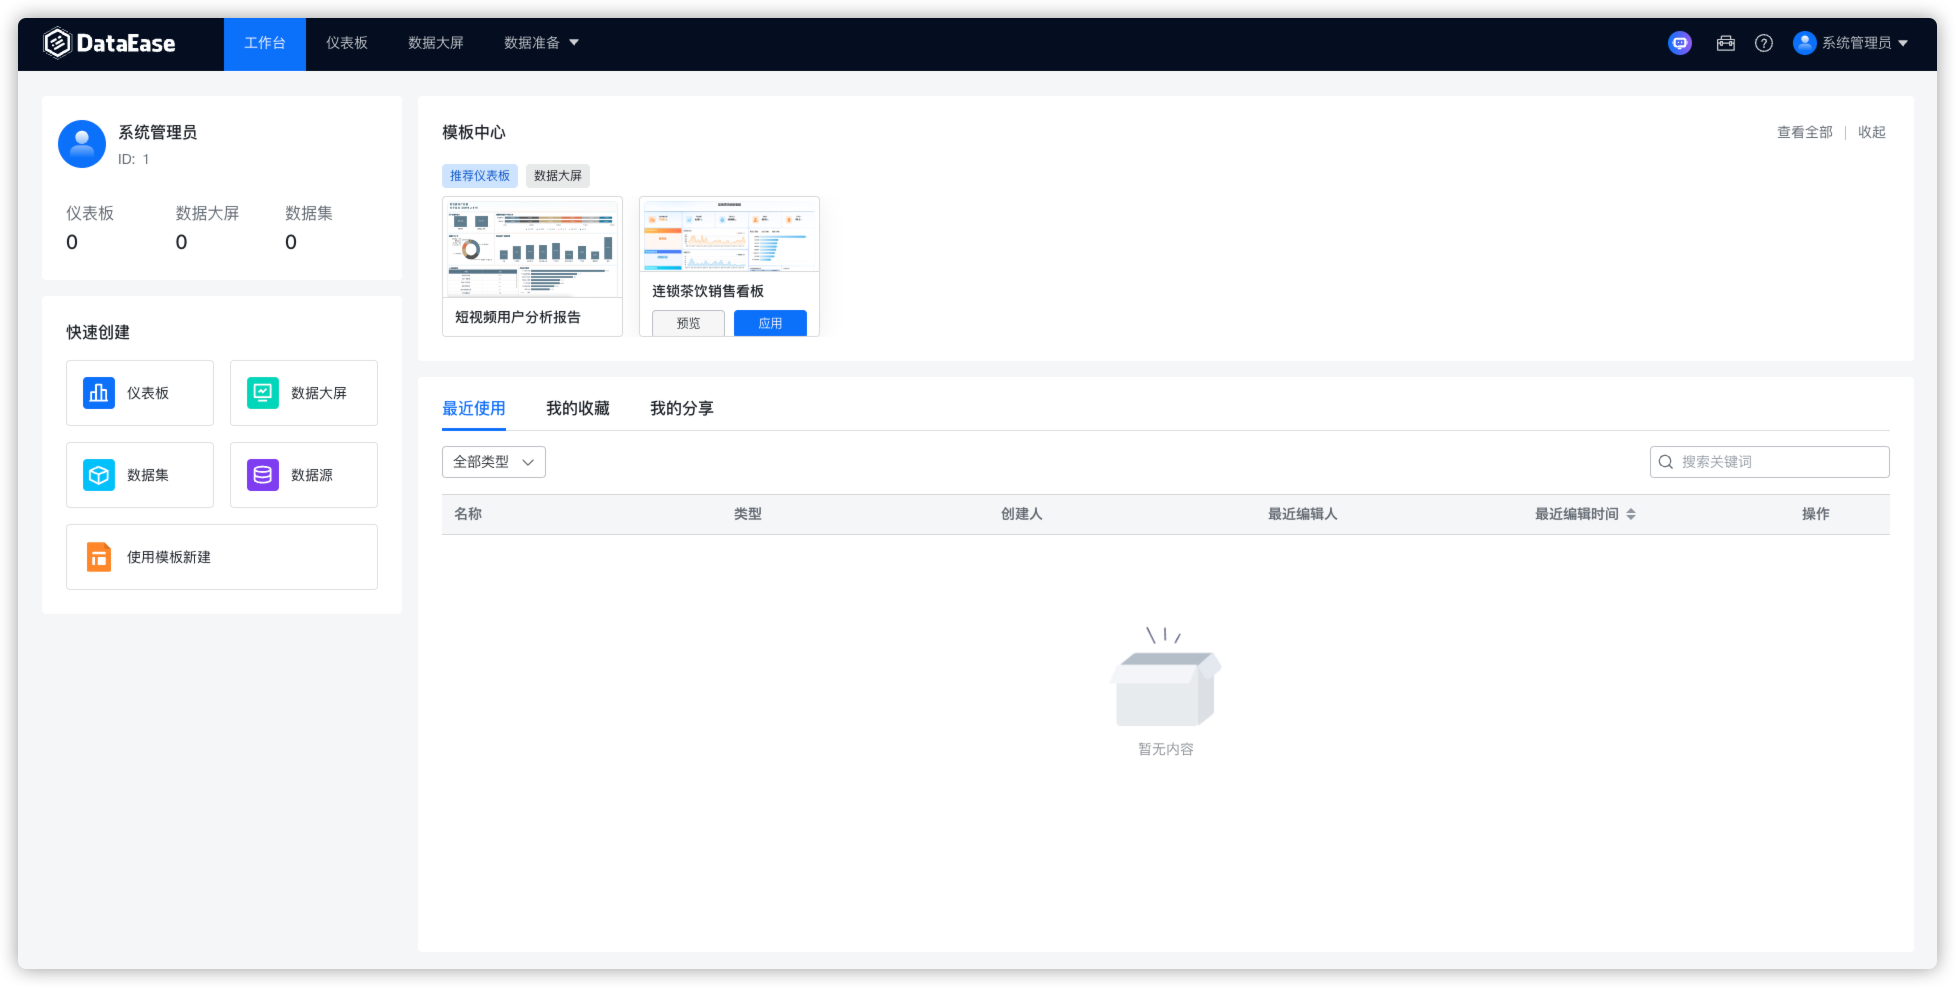 DataEase
工作台
仪表板
数据大屏
数据准备
系统管理员
系统管理员
ID: 1
仪表板 数据大屏 数据集
0 0 0
快速创建
仪表板
数据大屏
数据集
数据源
使用模板新建
模板中心
查看全部 收起
推荐仪表板 数据大屏
短视频用户分析报告
连锁茶饮销售看板
预览 应用
最近使用 我的收藏 我的分享
全部类型
搜索关键词
名称 类型 创建人 最近编辑人 最近编辑时间 操作
暂无内容